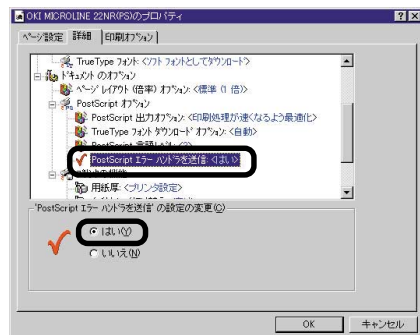 OKI MICROLINE 22NR(PS)のプロパティ
ページ設定 詳細 印刷オプション
TrueType フォント: <ソフト フォントとしてダウンロード>
ドキュメント のオプション
ページ レイアウト (倍率) オプション: <標準 (1 倍)>
PostScript オプション
PostScript 出力オプション: <印刷処理が速くなるよう最適化>
TrueType フォント ダウンロード オプション: <自動>
PostScript
PostScript エラー ハンドラを送信: <はい>
用紙厚: <プリンタ設定>
'PostScript エラー ハンドラを送信' の設定の変更(C)
はい(Y)
いいえ(N)
OK キャンセル